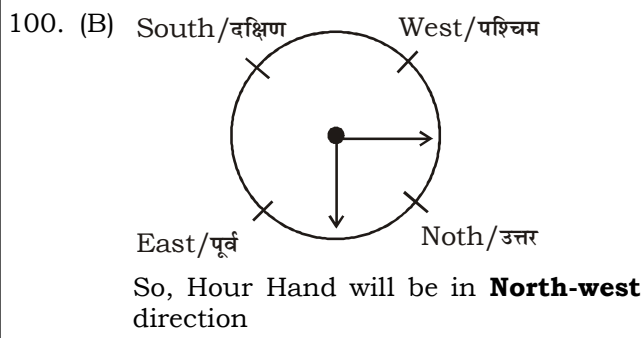 100. (B) South/दक्षिण West/पश्चिम
East/पूर्व Noth/उत्तर
So, Hour Hand will be in North-west
direction